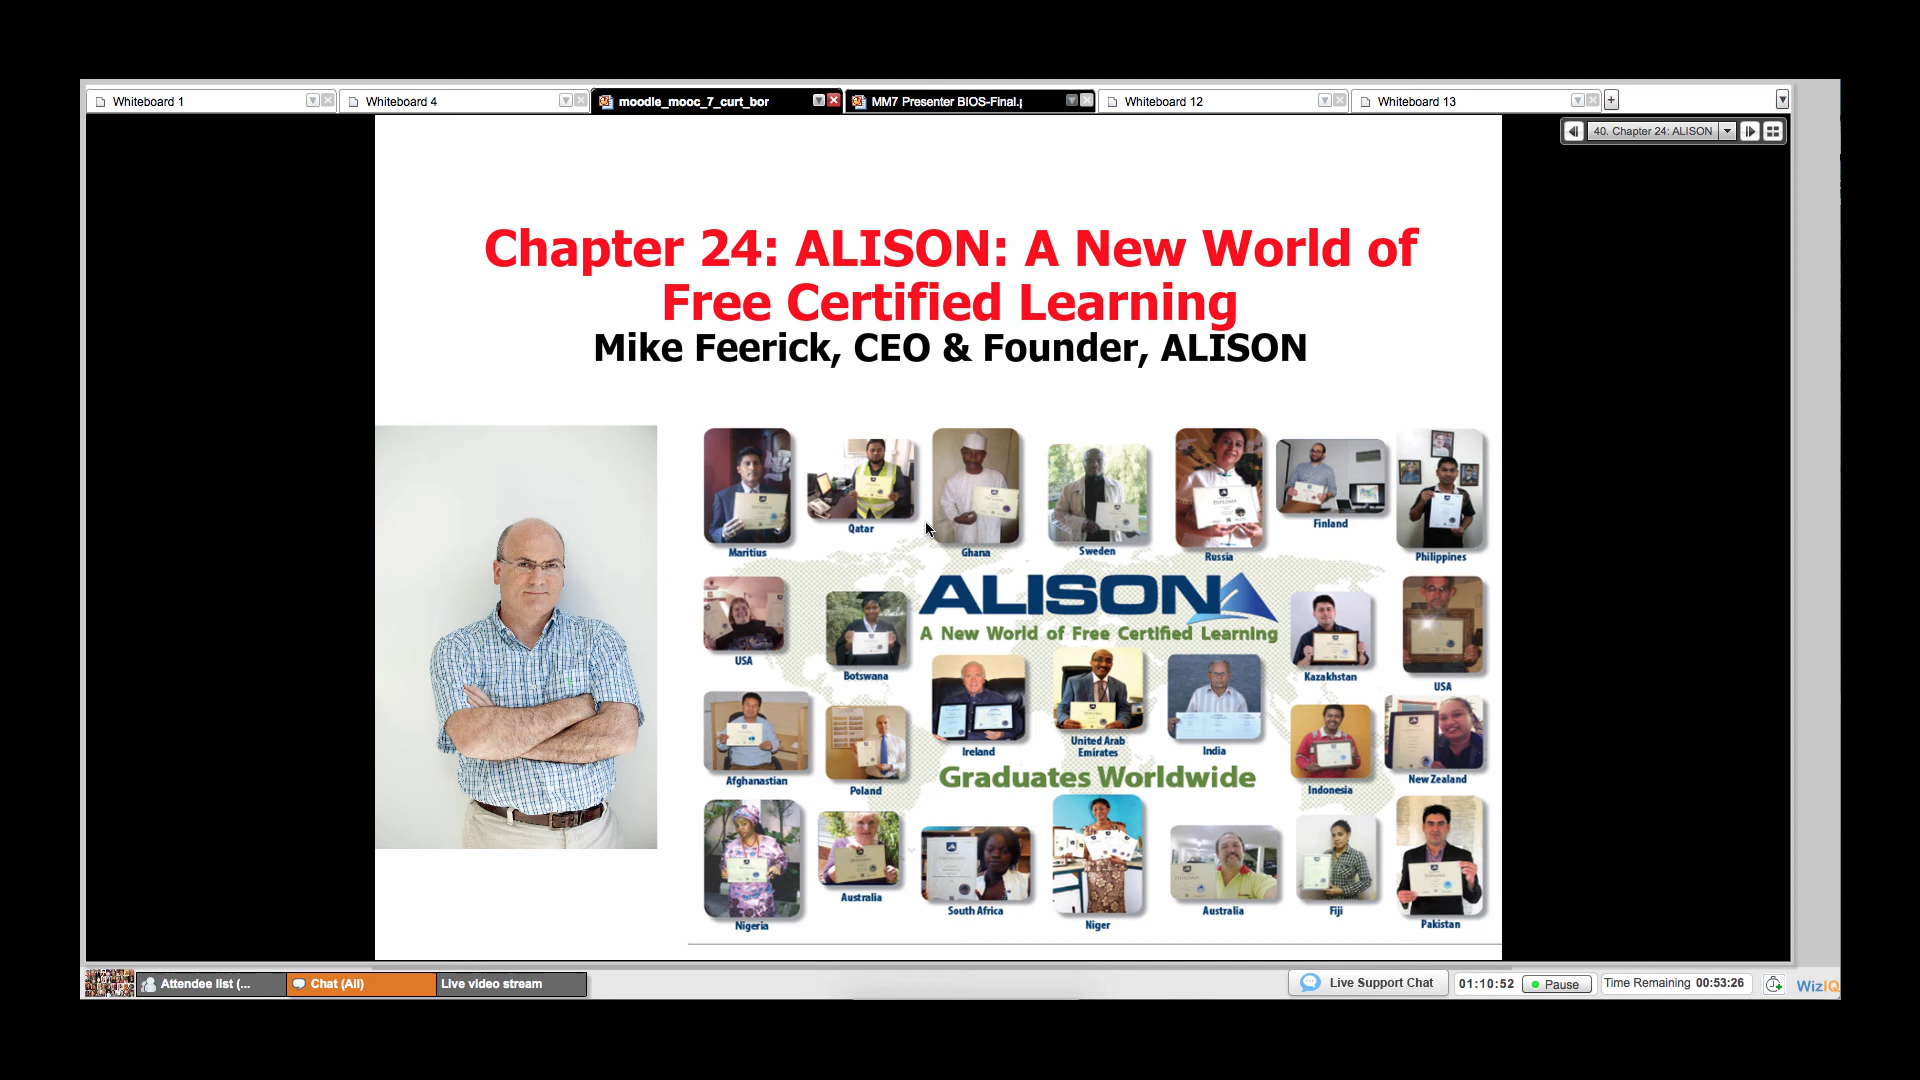 Whiteboard 1
Whiteboard 4
moodle_mooc_7_curt_bor
MM7 Presenter BIOS-Final.p
Whiteboard 12
Whiteboard 13
+
40. Chapter 24: ALISON
Chapter 24: ALISON: A New World of
Free Certified Learning
Mike Feerick, CEO & Founder, ALISON
Maritius
Qatar
Ghana
Sweden
Russia
Finland
Philippines
ALISON
A New World of Free Certified Learning
USA
Botswana
Kazakhstan
USA
Afghanastian
Poland
Ireland
United Arab
Emirates
India
Indonesia
New Zealand
Graduates Worldwide
Nigeria
Australia
South Africa
Niger
Australia
Fiji
Pakistan
Attendee list (...
Chat (All)
Live video stream
Live Support Chat
01:10:52
Pause
Time Remaining 00:53:26
WizIQ